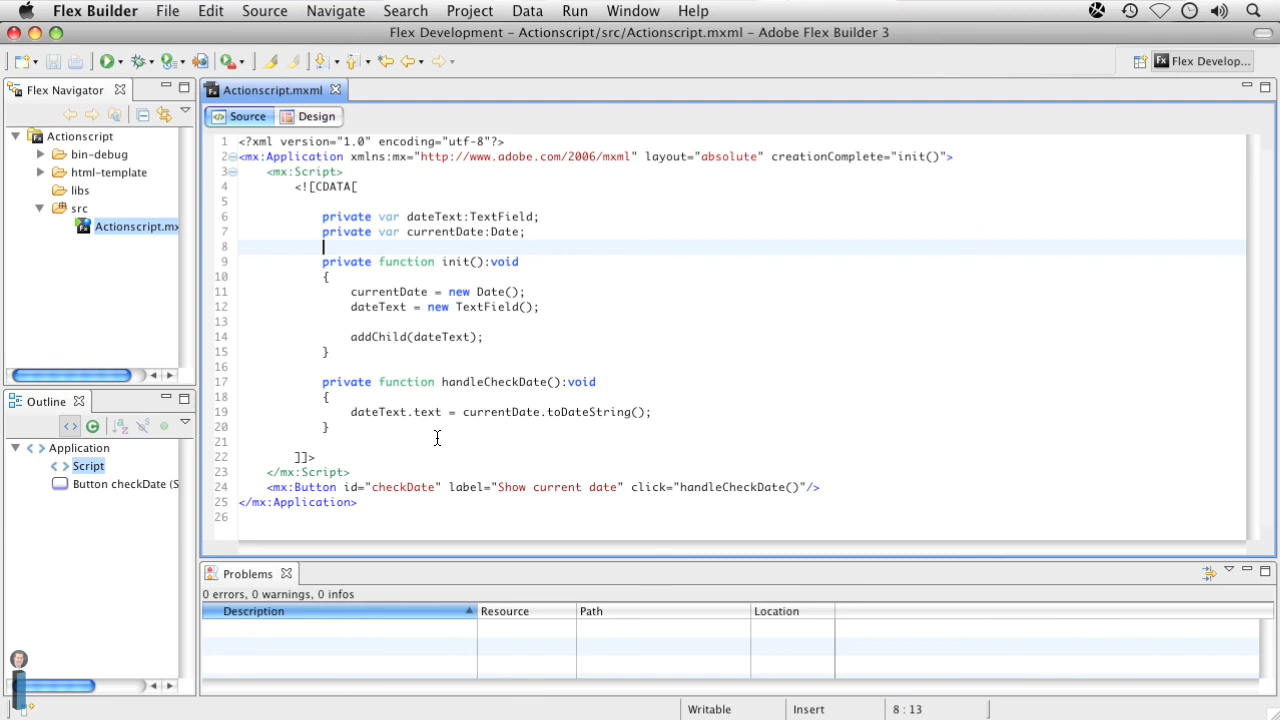 Flex Builder File Edit Source Navigate Search Project Data Run Window Help
Flex Development - Actionscript/src/Actionscript.mxml - Adobe Flex Builder 3
Flex Develop...
Flex Navigator
Actionscript
bin-debug
html-template
libs
src
Actionscript.mx
Outline
Application
Script
Button checkDate (S
Actionscript.mxml
Source Design
1 <?xml version="1.0" encoding="utf-8"?>
2 <mx:Application xmlns:mx="http://www.adobe.com/2006/mxml" layout="absolute" creationComplete="init()">
3 <mx:Script>
4 <![CDATA[
5
6 private var dateText:TextField;
7 private var currentDate:Date;
8
9 private function init():void
10 {
11 currentDate = new Date();
12 dateText = new TextField();
13
14 addChild(dateText);
15 }
16
17 private function handleCheckDate():void
18 {
19 dateText.text = currentDate.toDateString();
20 }
21
22 ]]>
23 </mx:Script>
24 <mx:Button id="checkDate" label="Show current date" click="handleCheckDate()"/>
25 </mx:Application>
26
Problems
0 errors, 0 warnings, 0 infos
Description Resource Path Location
Writable Insert 8 : 13